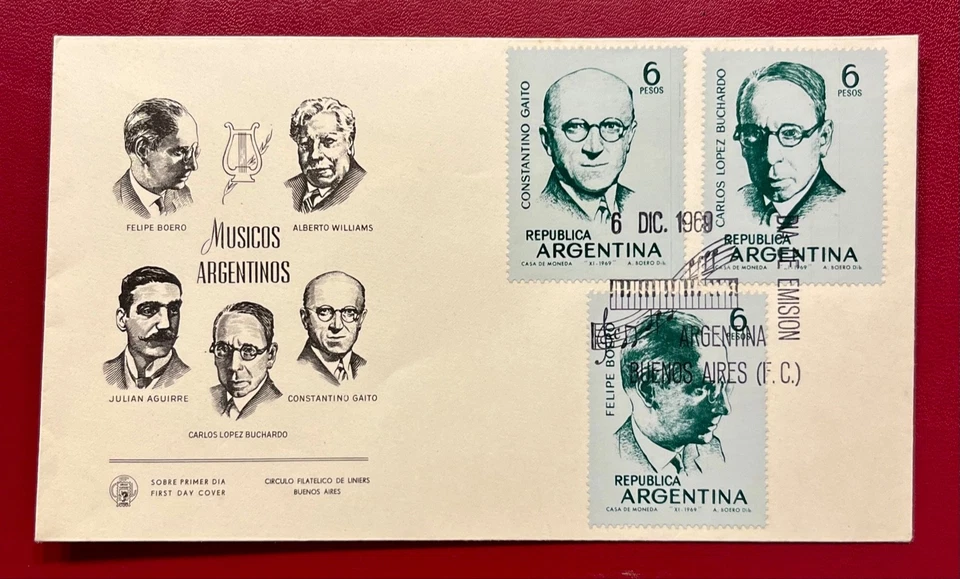 FELIPE BOERO
ALBERTO WILLIAMS
MUSICOS
ARGENTINOS
JULIAN AGUIRRE
CONSTANTINO GAITO
CARLOS LOPEZ BUCHARDO
SOBRE PRIMER DIA
FIRST DAY COVER
CIRCULO FILATELICO DE LINIERS
BUENOS AIRES
CONSTANTINO GAITO
6
PESOS
REPUBLICA
ARGENTINA
CASA DE MONEDA "XI-1969" A. BOERO Dib.
CARLOS LOPEZ BUCHARDO
6
PESOS
REPUBLICA
ARGENTINA
CASA DE MONEDA A. BOERO Dib.
6 DIC. 1969
DIA DE EMISION
ARGENTINA
BUENOS AIRES (F.C.)
FELIPE BOERO
6
REPUBLICA
ARGENTINA
CASA DE MONEDA "XI-1969" A. BOERO Dib.